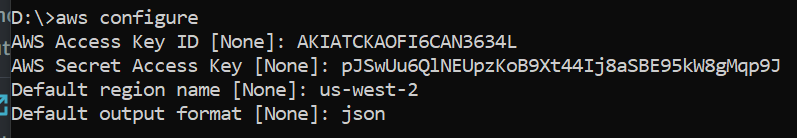 D:\>aws configure
AWS Access Key ID [None]: AKIATCKAOFI6CAN3634L
AWS Secret Access Key [None]: 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
Default region name [None]: us-west-2
Default output format [None]: json